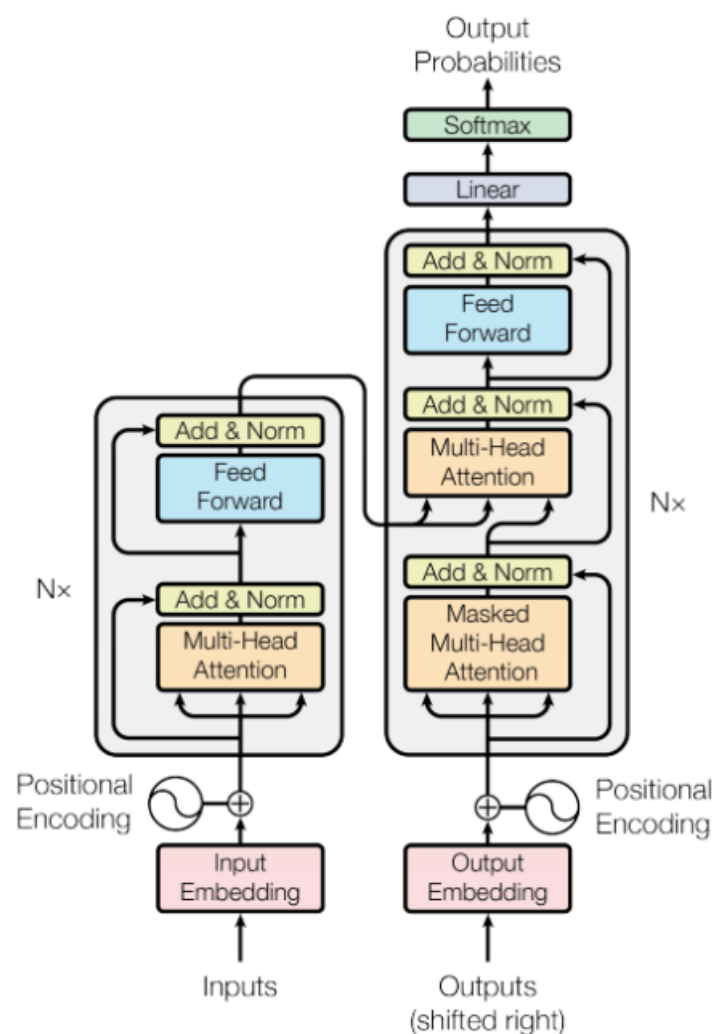 Output
Probabilities
Softmax
Linear
Add & Norm
Feed
Forward
Add & Norm
Multi-Head
Attention
Add & Norm
Masked
Multi-Head
Attention
N×
Add & Norm
Feed
Forward
Add & Norm
Multi-Head
Attention
N×
Positional
Encoding
Input
Embedding
Inputs
Positional
Encoding
Output
Embedding
Outputs
(shifted right)